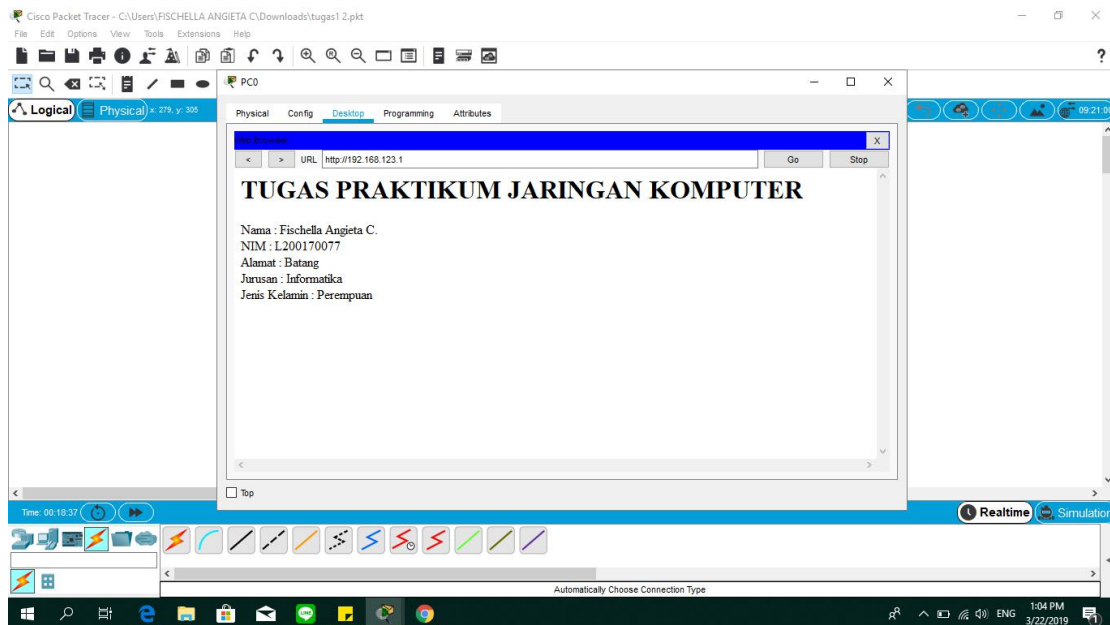 Cisco Packet Tracer - C:\Users\FISCHELLA ANGIETA C\Downloads\tugas1 2.pkt
File Edit Options View Tools Extensions Help
?
PC0
Logical Physical x: 279, y: 305
09:21:0
Physical Config Desktop Programming Attributes
Web Browser X
< > URL http://192.168.123.1 Go Stop
TUGAS PRAKTIKUM JARINGAN KOMPUTER
Nama : Fischella Angieta C.
NIM : L200170077
Alamat : Batang
Jurusan : Informatika
Jenis Kelamin : Perempuan
Top
Time: 00:18:37 Realtime Simulation
Automatically Choose Connection Type
ENG 1:04 PM
3/22/2019